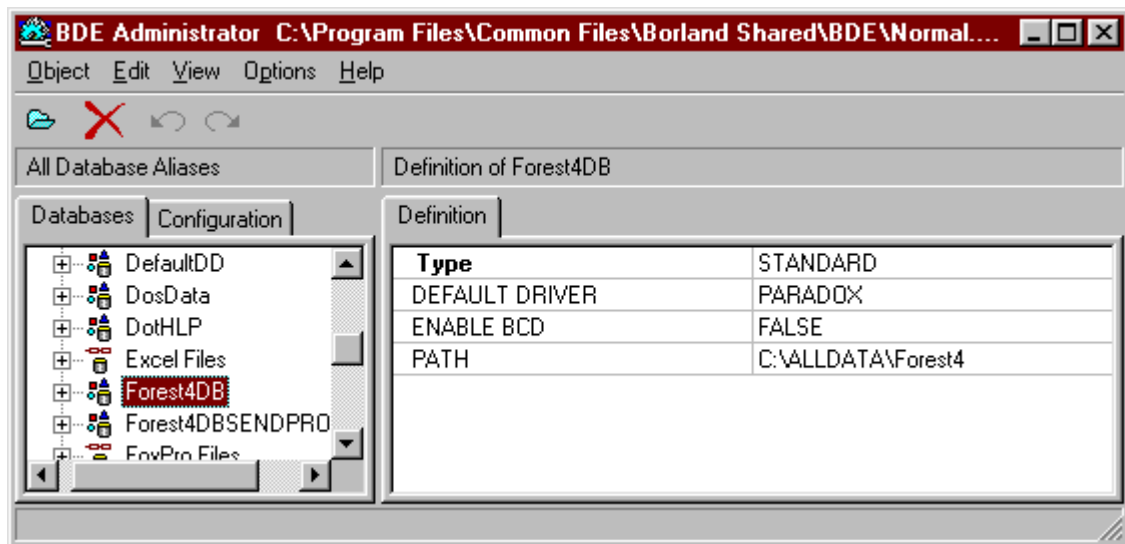 BDE Administrator C:\Program Files\Common Files\Borland Shared\BDE\Normal....
Object Edit View Options Help
All Database Aliases
Definition of Forest4DB
Databases Configuration
Definition
DefaultDD
DosData
DotHLP
Excel Files
Forest4DB
Forest4DBSENDPRO
FoxPro Files
Type STANDARD
DEFAULT DRIVER PARADOX
ENABLE BCD FALSE
PATH C:\ALLDATA\Forest4